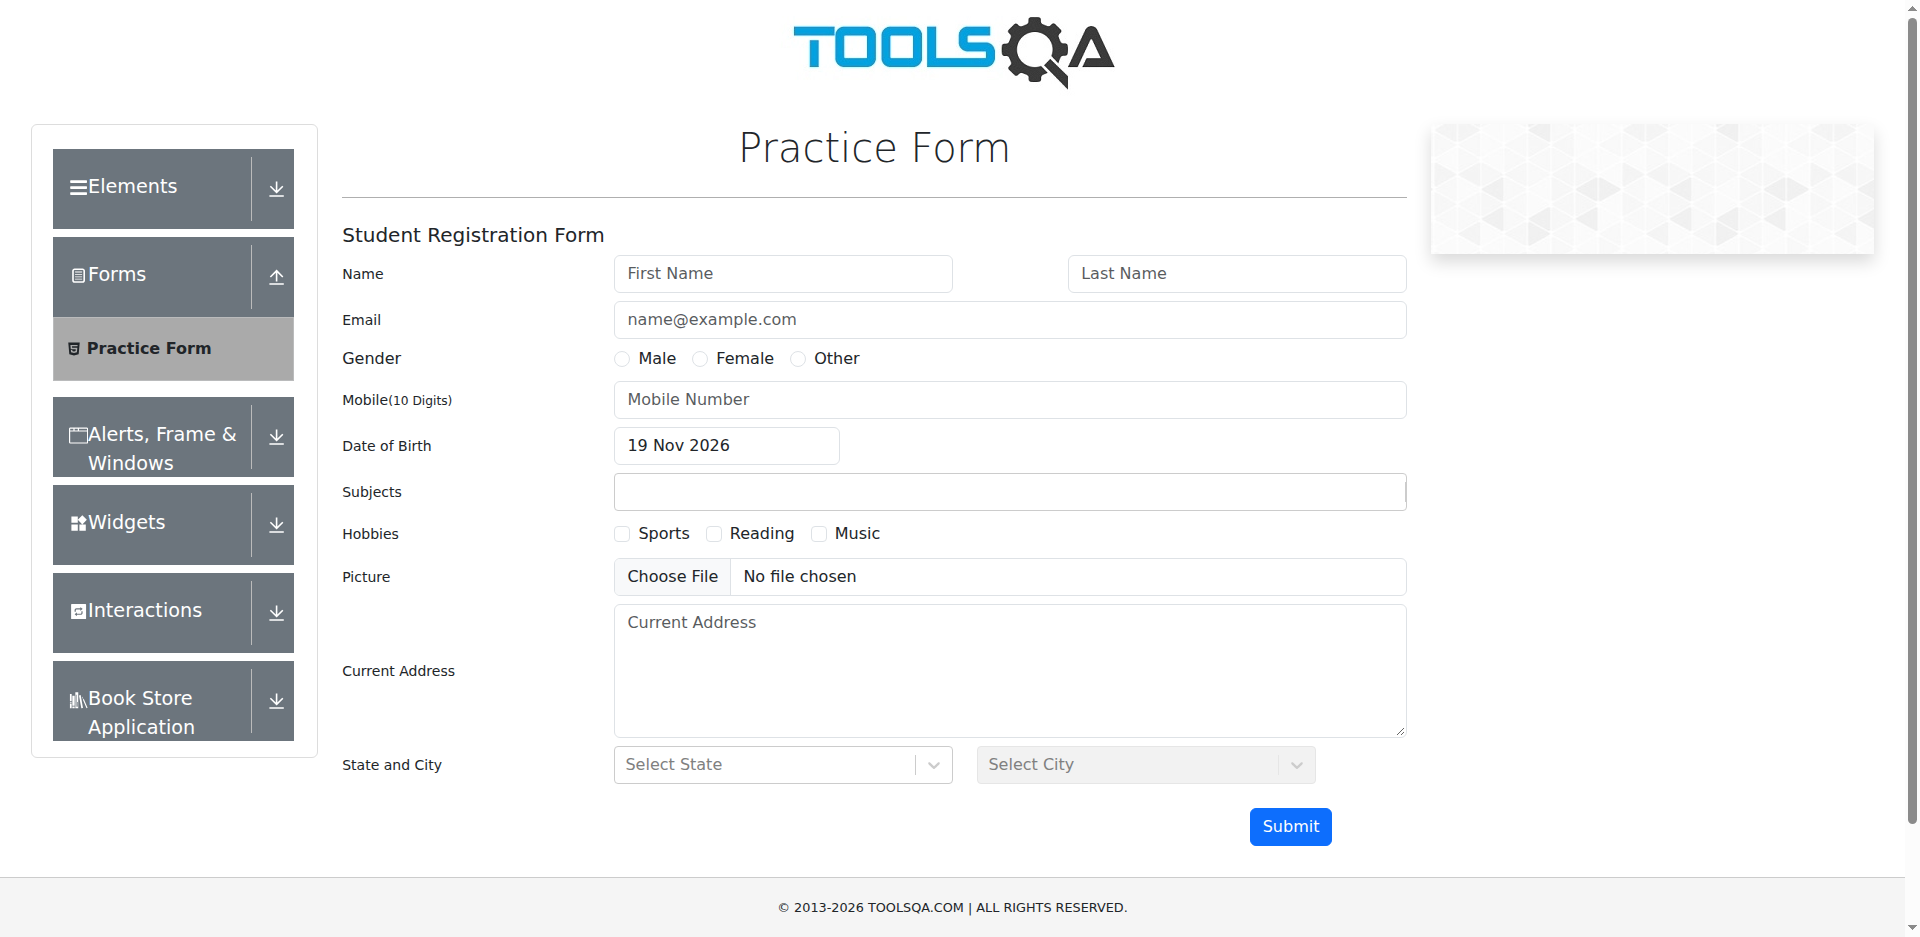 TOOLSQA
Elements
Forms
Practice Form
Alerts, Frame &
Windows
Widgets
Interactions
Book Store
Application
Practice Form
Student Registration Form
Name First Name Last Name
Email name@example.com
Gender Male Female Other
Mobile(10 Digits) Mobile Number
Date of Birth 19 Nov 2026
Subjects
Hobbies Sports Reading Music
Picture Choose File No file chosen
Current Address Current Address
State and City Select State Select City
Submit
© 2013-2026 TOOLSQA.COM | ALL RIGHTS RESERVED.